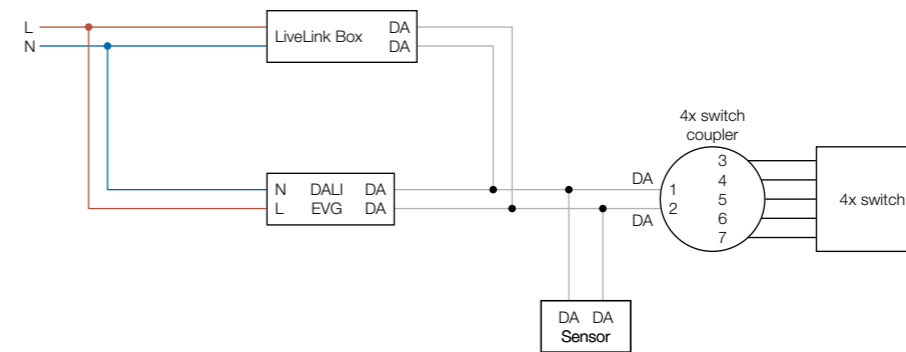 L
N
LiveLink Box
DA
DA
4x switch
coupler
N DALI DA
L EVG DA
DA
DA
1
2
3
4
5
6
7
4x switch
DA DA
Sensor